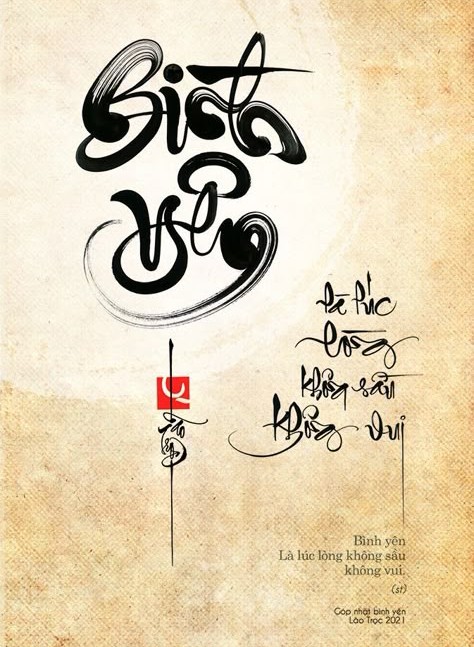 Bình
yên
là lúc
lòng
không sầu
không vui
Bình yên
Là lúc lòng không sầu
không vui.
(st)
Góp nhặt bình yên
Lão Trọc 2021